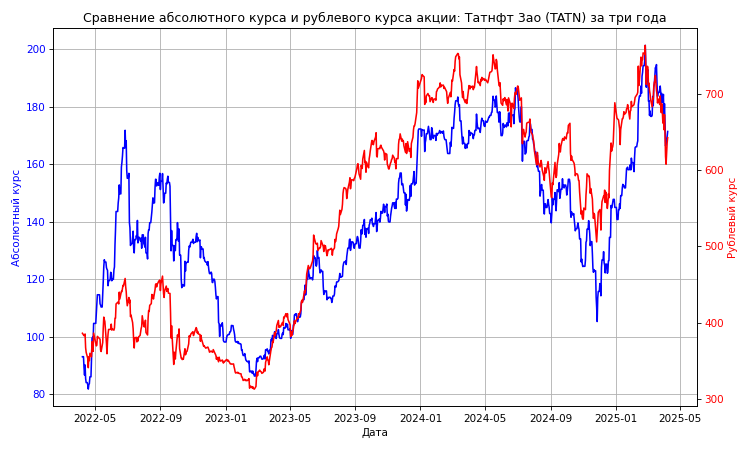 Сравнение абсолютного курса и рублевого курса акции: Татнфт 3ао (TATN) за три года
Абсолютный курс
200
180
160
140
120
100
80
Рублевый курс
700
600
500
400
300
2022-05 2022-09 2023-01 2023-05 2023-09 2024-01 2024-05 2024-09 2025-01 2025-05
Дата